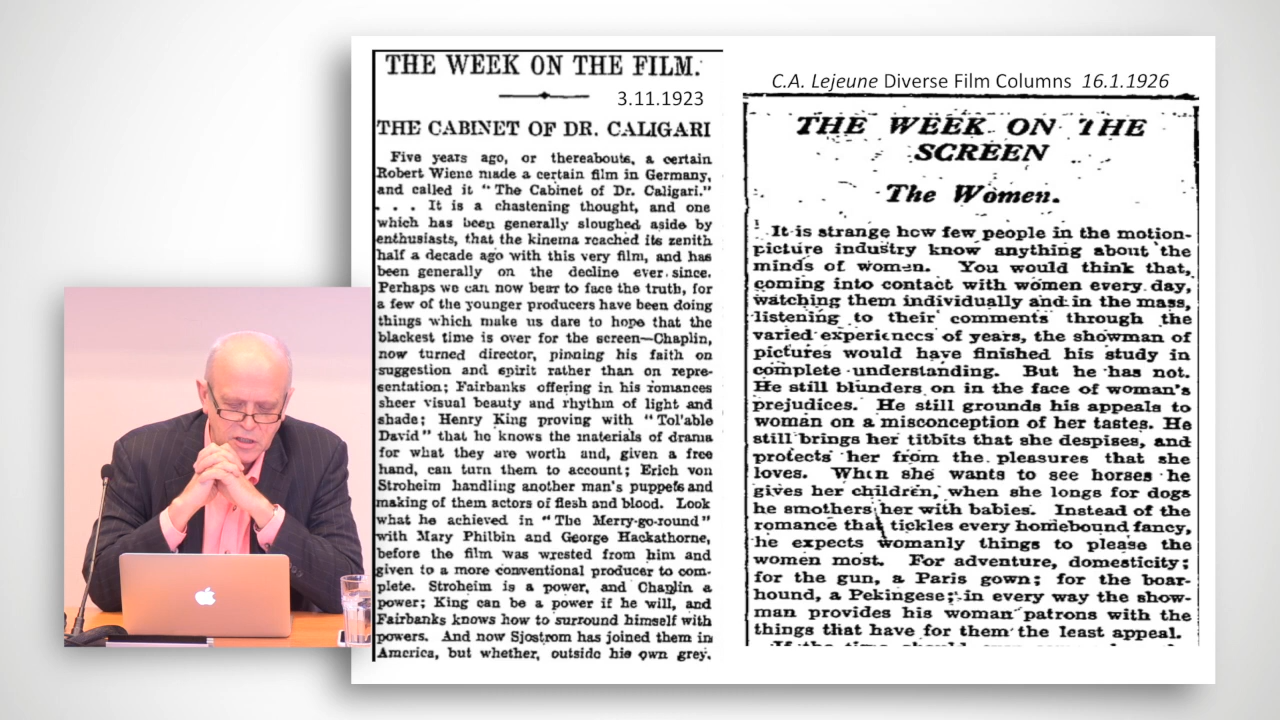 THE WEEK ON THE FILM.
3.11.1923
THE CABINET OF DR. CALIGARI
Five years ago, or thereabouts, a certain
Robert Wiene made a certain film in Germany,
and called it "The Cabinet of Dr. Caligari."
. . . It is a chastening thought, and one
which has been generally sloughed aside by
enthusiasts, that the kinema reached its zenith
half a decade ago with this very film, and has
been generally on the decline ever since.
Perhaps we can now bear to face the truth, for
a few of the younger producers have been doing
things which make us dare to hope that the
blackest time is over for the screen—Chaplin,
now turned director, pinning his faith on
suggestion and spirit rather than on repre-
sentation; Fairbanks offering in his romances
sheer visual beauty and rhythm of light and
shade; Henry King proving with "Tol'able
David" that he knows the materials of drama
for what they are worth and, given a free
hand, can turn them to account; Erich von
Stroheim handling another man's puppets and
making of them actors of flesh and blood. Look
what he achieved in "The Merry-go-round"
with Mary Philbin and George Hackathorne,
before the film was wrested from him and
given to a more conventional producer to com-
plete. Stroheim is a power, and Chaplin a
power; King can be a power if he will, and
Fairbanks knows how to surround himself with
powers. And now Sjostrom has joined them in
America, but whether, outside his own grey,
C.A. Lejeune Diverse Film Columns 16.1.1926
THE WEEK ON THE
SCREEN
The Women.
It is strange how few people in the motion-
picture industry know anything about the
minds of women. You would think that,
coming into contact with women every day,
watching them individually and in the mass,
listening to their comments through the
varied experiences of years, the showman of
pictures would have finished his study in
complete understanding. But he has not.
He still blunders on in the face of woman's
prejudices. He still grounds his appeals to
woman on a misconception of her tastes. He
still brings her titbits that she despises, and
protects her from the pleasures that she
loves. When she wants to see horses he
gives her children, when she longs for dogs
he smothers her with babies. Instead of the
romance that tickles every homebound fancy,
he expects womanly things to please the
women most. For adventure, domesticity;
for the gun, a Paris gown; for the boar-
hound, a Pekingese; in every way the show-
man provides his woman patrons with the
things that have for them the least appeal.